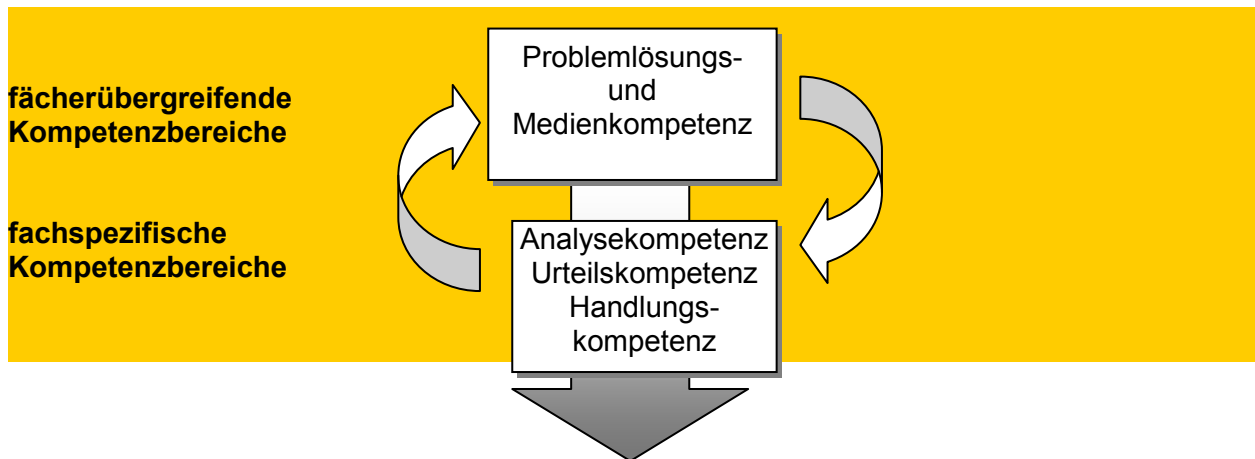 fächerübergreifende
Kompetenzbereiche
Problemlösungs-
und
Medienkompetenz
fachspezifische
Kompetenzbereiche
Analysekompetenz
Urteilskompetenz
Handlungs-
kompetenz